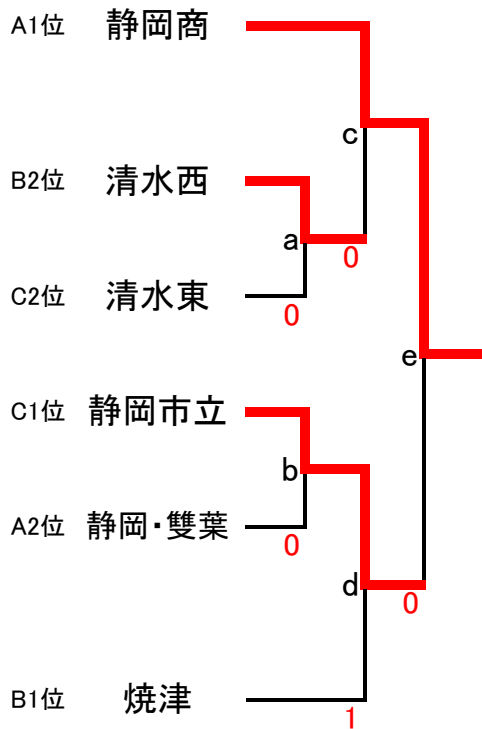 A1位 静岡商
c
B2位 清水西
a
0
C2位 清水東
0
e
C1位 静岡市立
b
A2位 静岡・雙葉
0
d
0
B1位 焼津
1